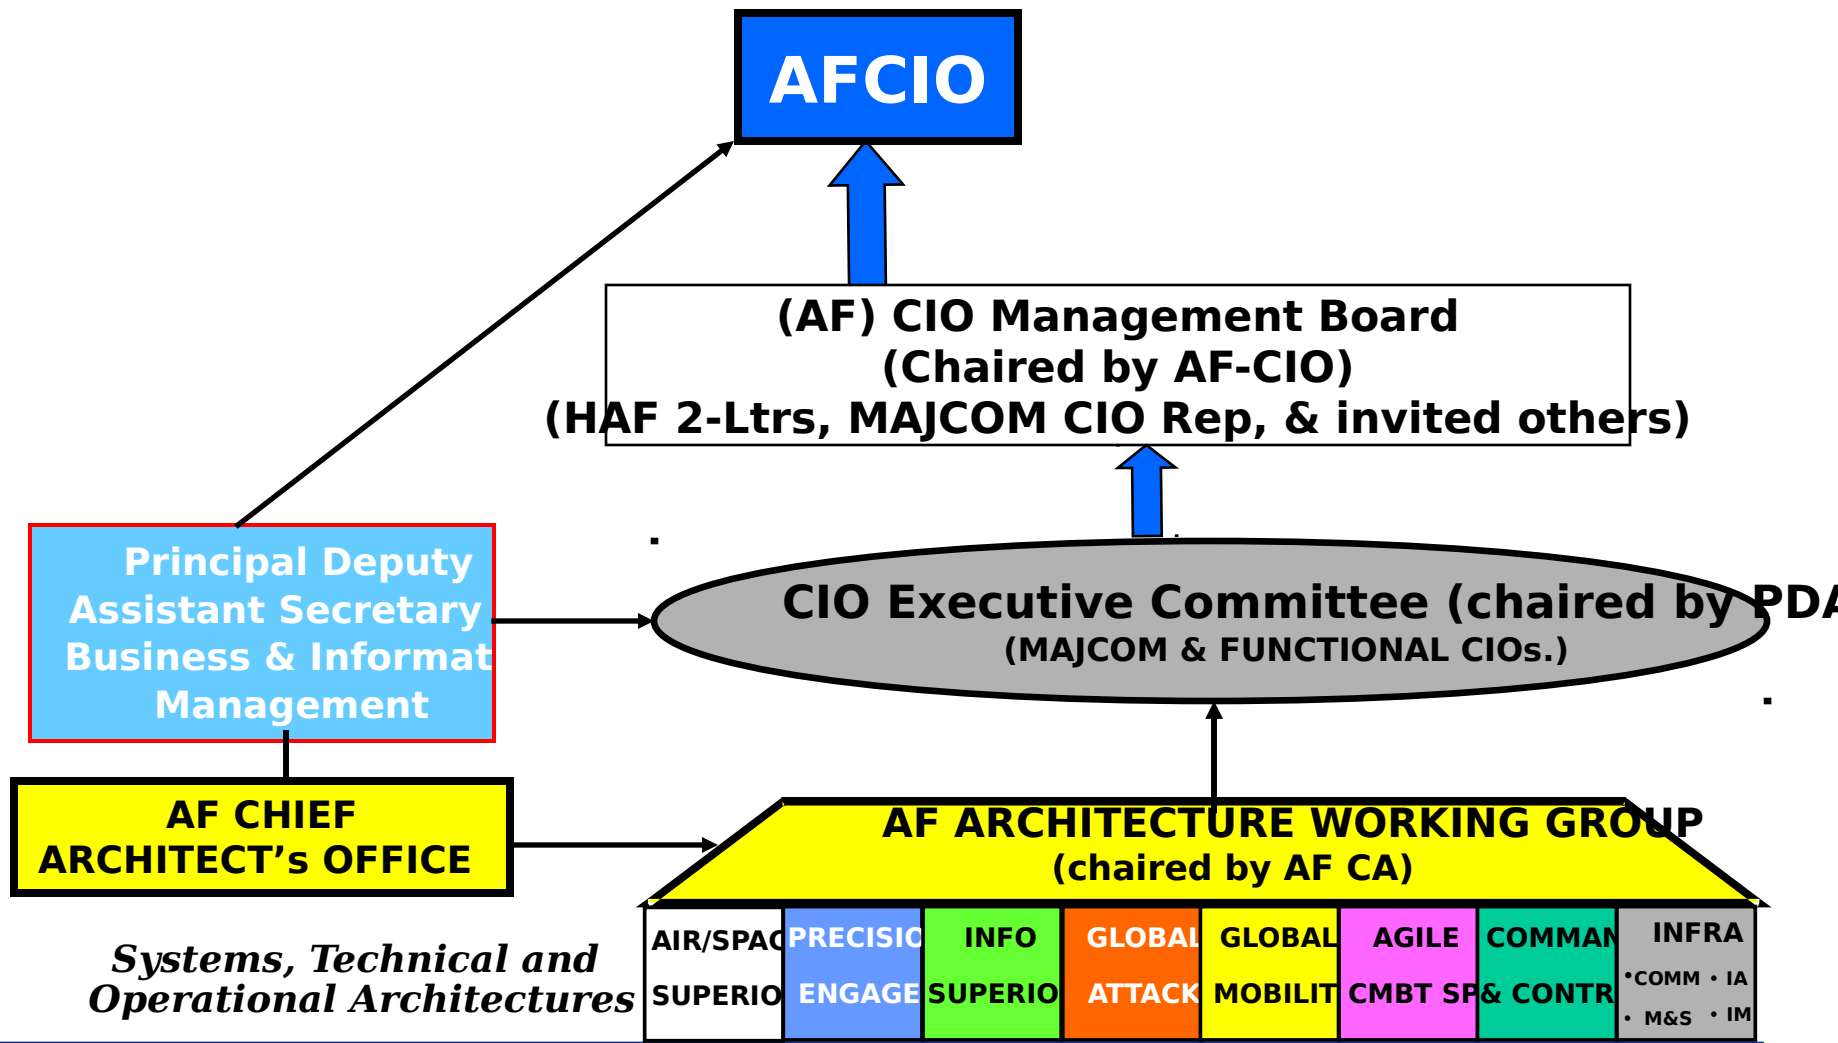 AFCIO
(AF) CIO Management Board
(Chaired by AF-CIO)
(HAF 2-Ltrs, MAJCOM CIO Rep, & invited others)
Principal Deputy
Assistant Secretary
Business & Informat
Management
CIO Executive Committee (chaired by PDA
(MAJCOM & FUNCTIONAL CIOs.)
AF CHIEF
ARCHITECT’s OFFICE
AF ARCHITECTURE WORKING GROUP
(chaired by AF CA)
Systems, Technical and
Operational Architectures
AIR/SPAC
SUPERIO
PRECISIO
ENGAGE
INFO
SUPERIO
GLOBAL
ATTACK
GLOBAL
MOBILIT
AGILE
CMBT SP
COMMAN
& CONTR
INFRA
•COMM • IA
• M&S • IM